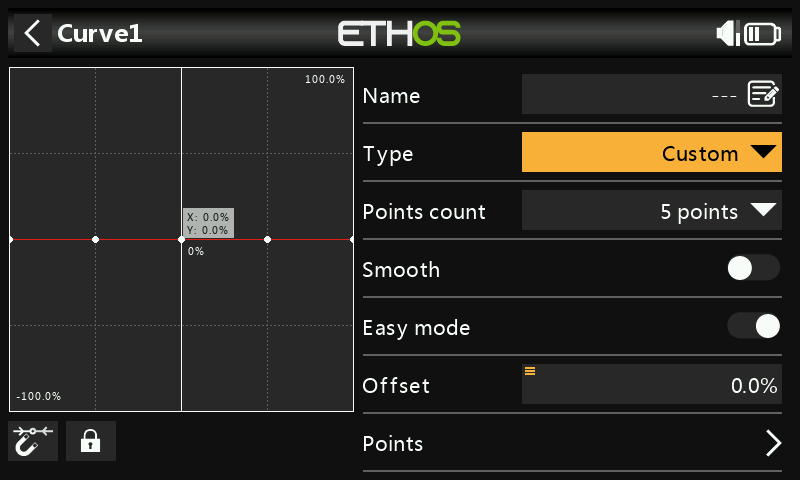 Curve1
ETHOS
100.0%
X: 0.0%
Y: 0.0%
0%
-100.0%
Name ---
Type Custom
Points count 5 points
Smooth
Easy mode
Offset 0.0%
Points